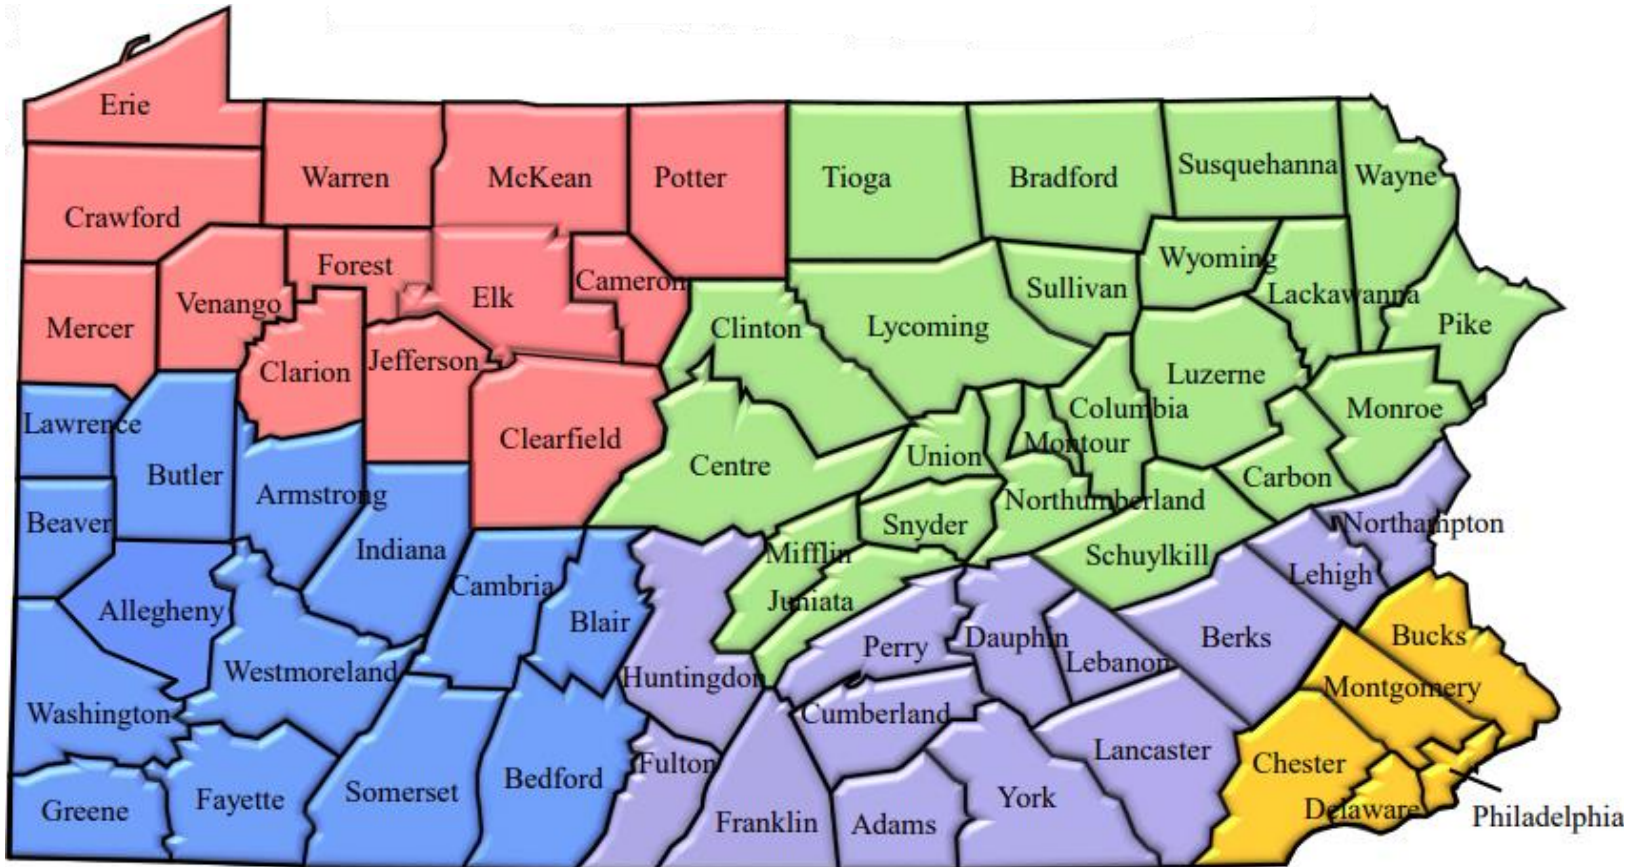 Erie
Warren
McKean
Potter
Tioga
Bradford
Susquehanna
Wayne
Crawford
Forest
Cameron
Wyoming
Venango
Elk
Sullivan
Lackawanna
Mercer
Clinton
Lycoming
Pike
Clarion
Jefferson
Luzerne
Lawrence
Columbia
Monroe
Clearfield
Montour
Butler
Centre
Union
Carbon
Armstrong
Northumberland
Beaver
Snyder
Northampton
Indiana
Mifflin
Schuylkill
Cambria
Lehigh
Allegheny
Blair
Juniata
Perry
Dauphin
Berks
Bucks
Westmoreland
Huntingdon
Lebanon
Montgomery
Washington
Cumberland
Lancaster
Fulton
Chester
Bedford
Somerset
Greene
Fayette
York
Franklin
Adams
Delaware
Philadelphia